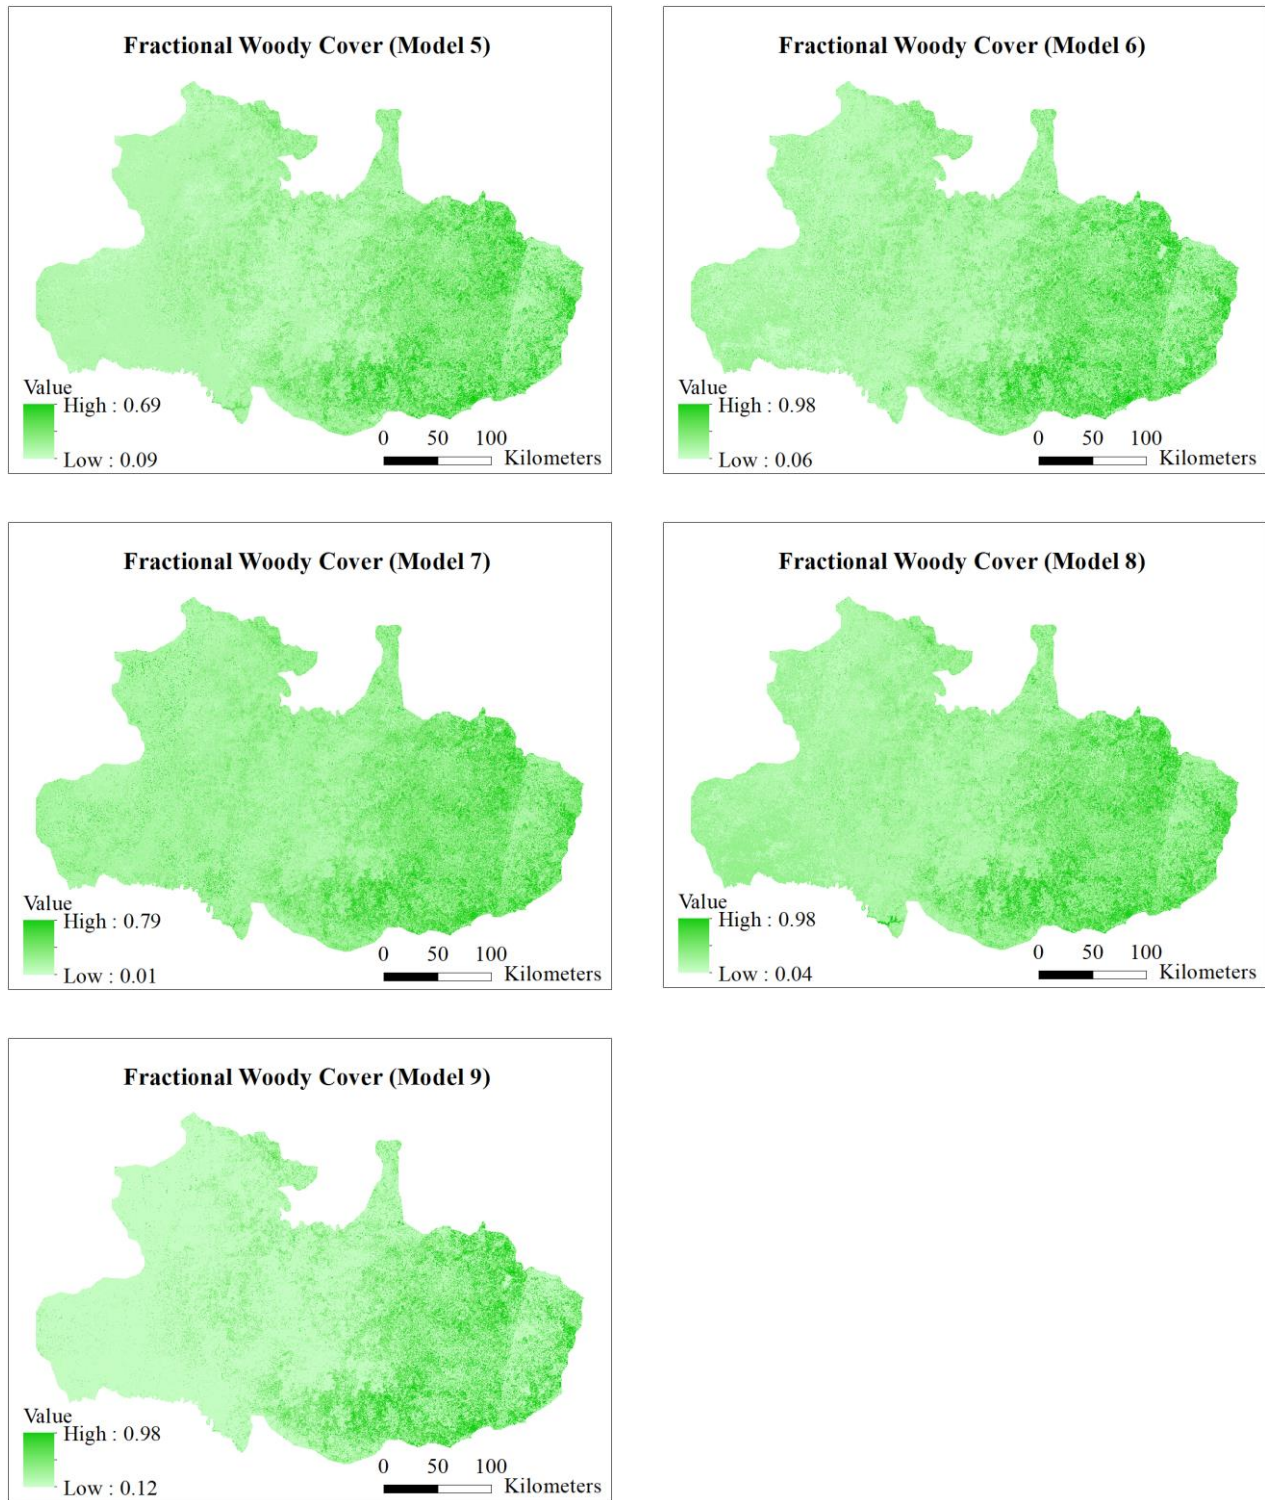 Fractional Woody Cover (Model 5)
Value
High : 0.69
Low : 0.09
0 50 100
Kilometers
Fractional Woody Cover (Model 6)
Value
High : 0.98
Low : 0.06
0 50 100
Kilometers
Fractional Woody Cover (Model 7)
Value
High : 0.79
Low : 0.01
0 50 100
Kilometers
Fractional Woody Cover (Model 8)
Value
High : 0.98
Low : 0.04
0 50 100
Kilometers
Fractional Woody Cover (Model 9)
Value
High : 0.98
Low : 0.12
0 50 100
Kilometers